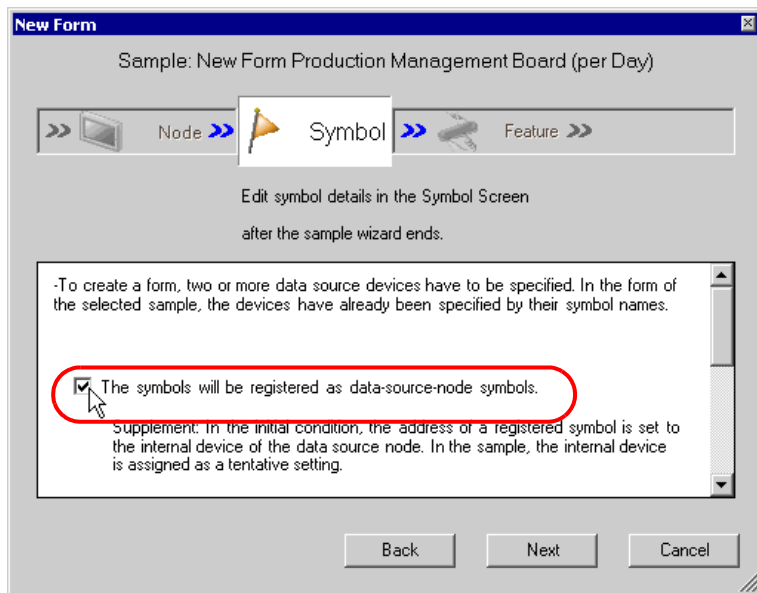 New Form
Sample: New Form Production Management Board (per Day)
>> Node >> Symbol >> Feature >>
Edit symbol details in the Symbol Screen
after the sample wizard ends.
-To create a form, two or more data source devices have to be specified. In the form of
the selected sample, the devices have already been specified by their symbol names.
The symbols will be registered as data-source-node symbols.
Supplement: In the initial condition, the address of a registered symbol is set to
the internal device of the data source node. In the sample, the internal device
is assigned as a tentative setting.
Back Next Cancel